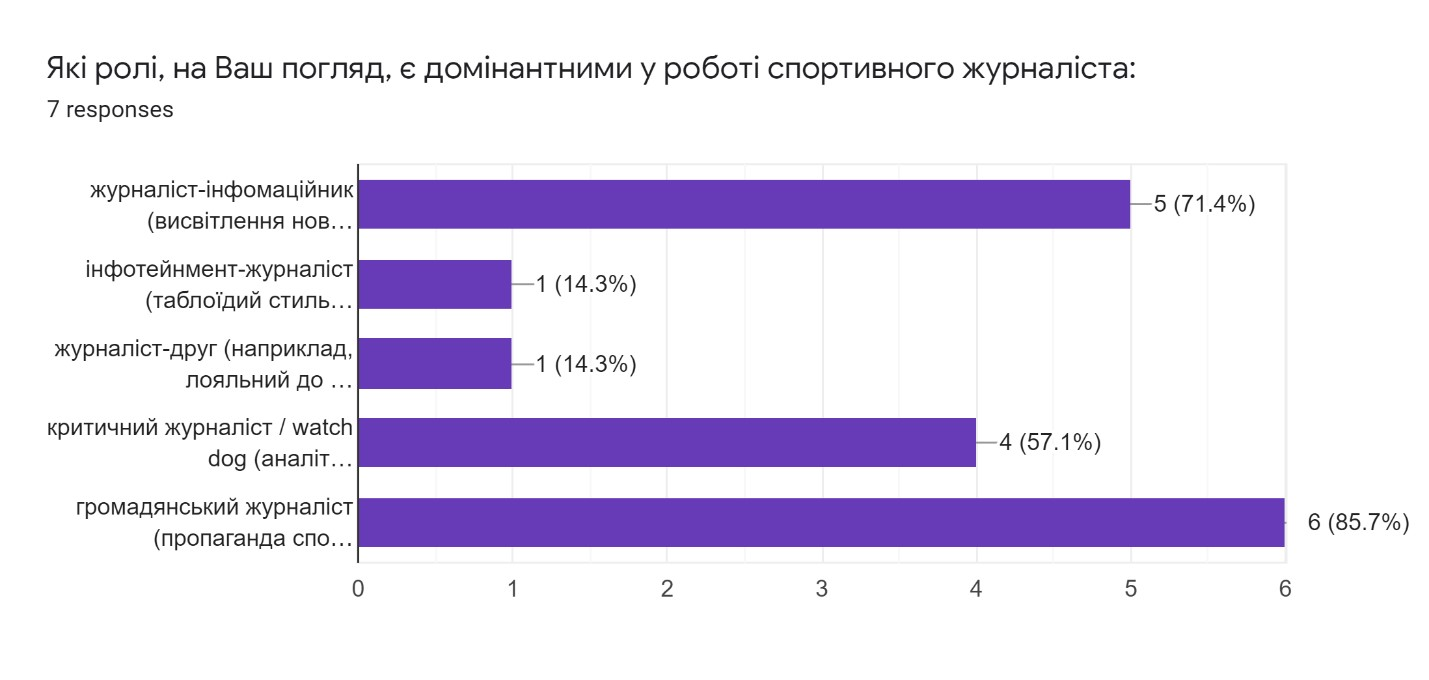 Які ролі, на Ваш погляд, є домінантними у роботі спортивного журналіста:
7 responses
журналіст-інфомаційник
(висвітлення нов…
5 (71.4%)
інфотейнмент-журналіст
(таблоїдий стиль…
1 (14.3%)
журналіст-друг (наприклад,
лояльний до …
1 (14.3%)
критичний журналіст / watch
dog (аналіт…
4 (57.1%)
громадянський журналіст
(пропаганда спо…
6 (85.7%)
0 1 2 3 4 5 6